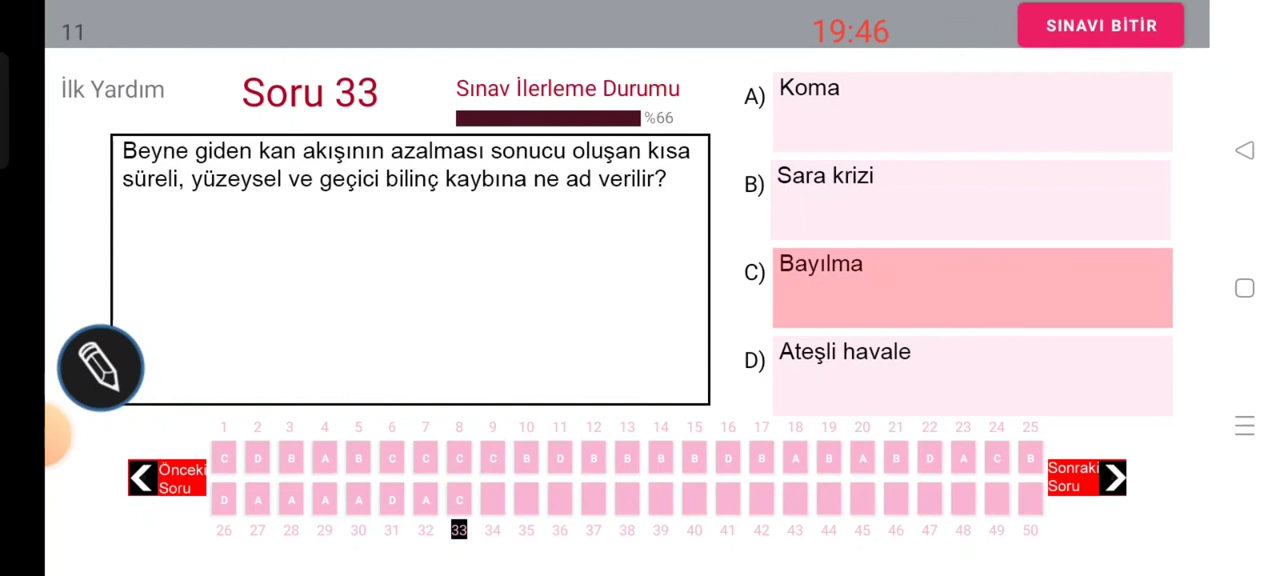 11
19:46
SINAVI BİTİR
İlk Yardım
Soru 33
Sınav İlerleme Durumu
%66
Beyne giden kan akışının azalması sonucu oluşan kısa
süreli, yüzeysel ve geçici bilinç kaybına ne ad verilir?
A) Koma
B) Sara krizi
C) Bayılma
D) Ateşli havale
1 2 3 4 5 6 7 8 9 10 11 12 13 14 15 16 17 18 19 20 21 22 23 24 25
C D B A B C C C C B D B B B B D B A B A B D A C B
Önceki
Soru
Sonraki
Soru
D A A A A D A C
26 27 28 29 30 31 32 33 34 35 36 37 38 39 40 41 42 43 44 45 46 47 48 49 50